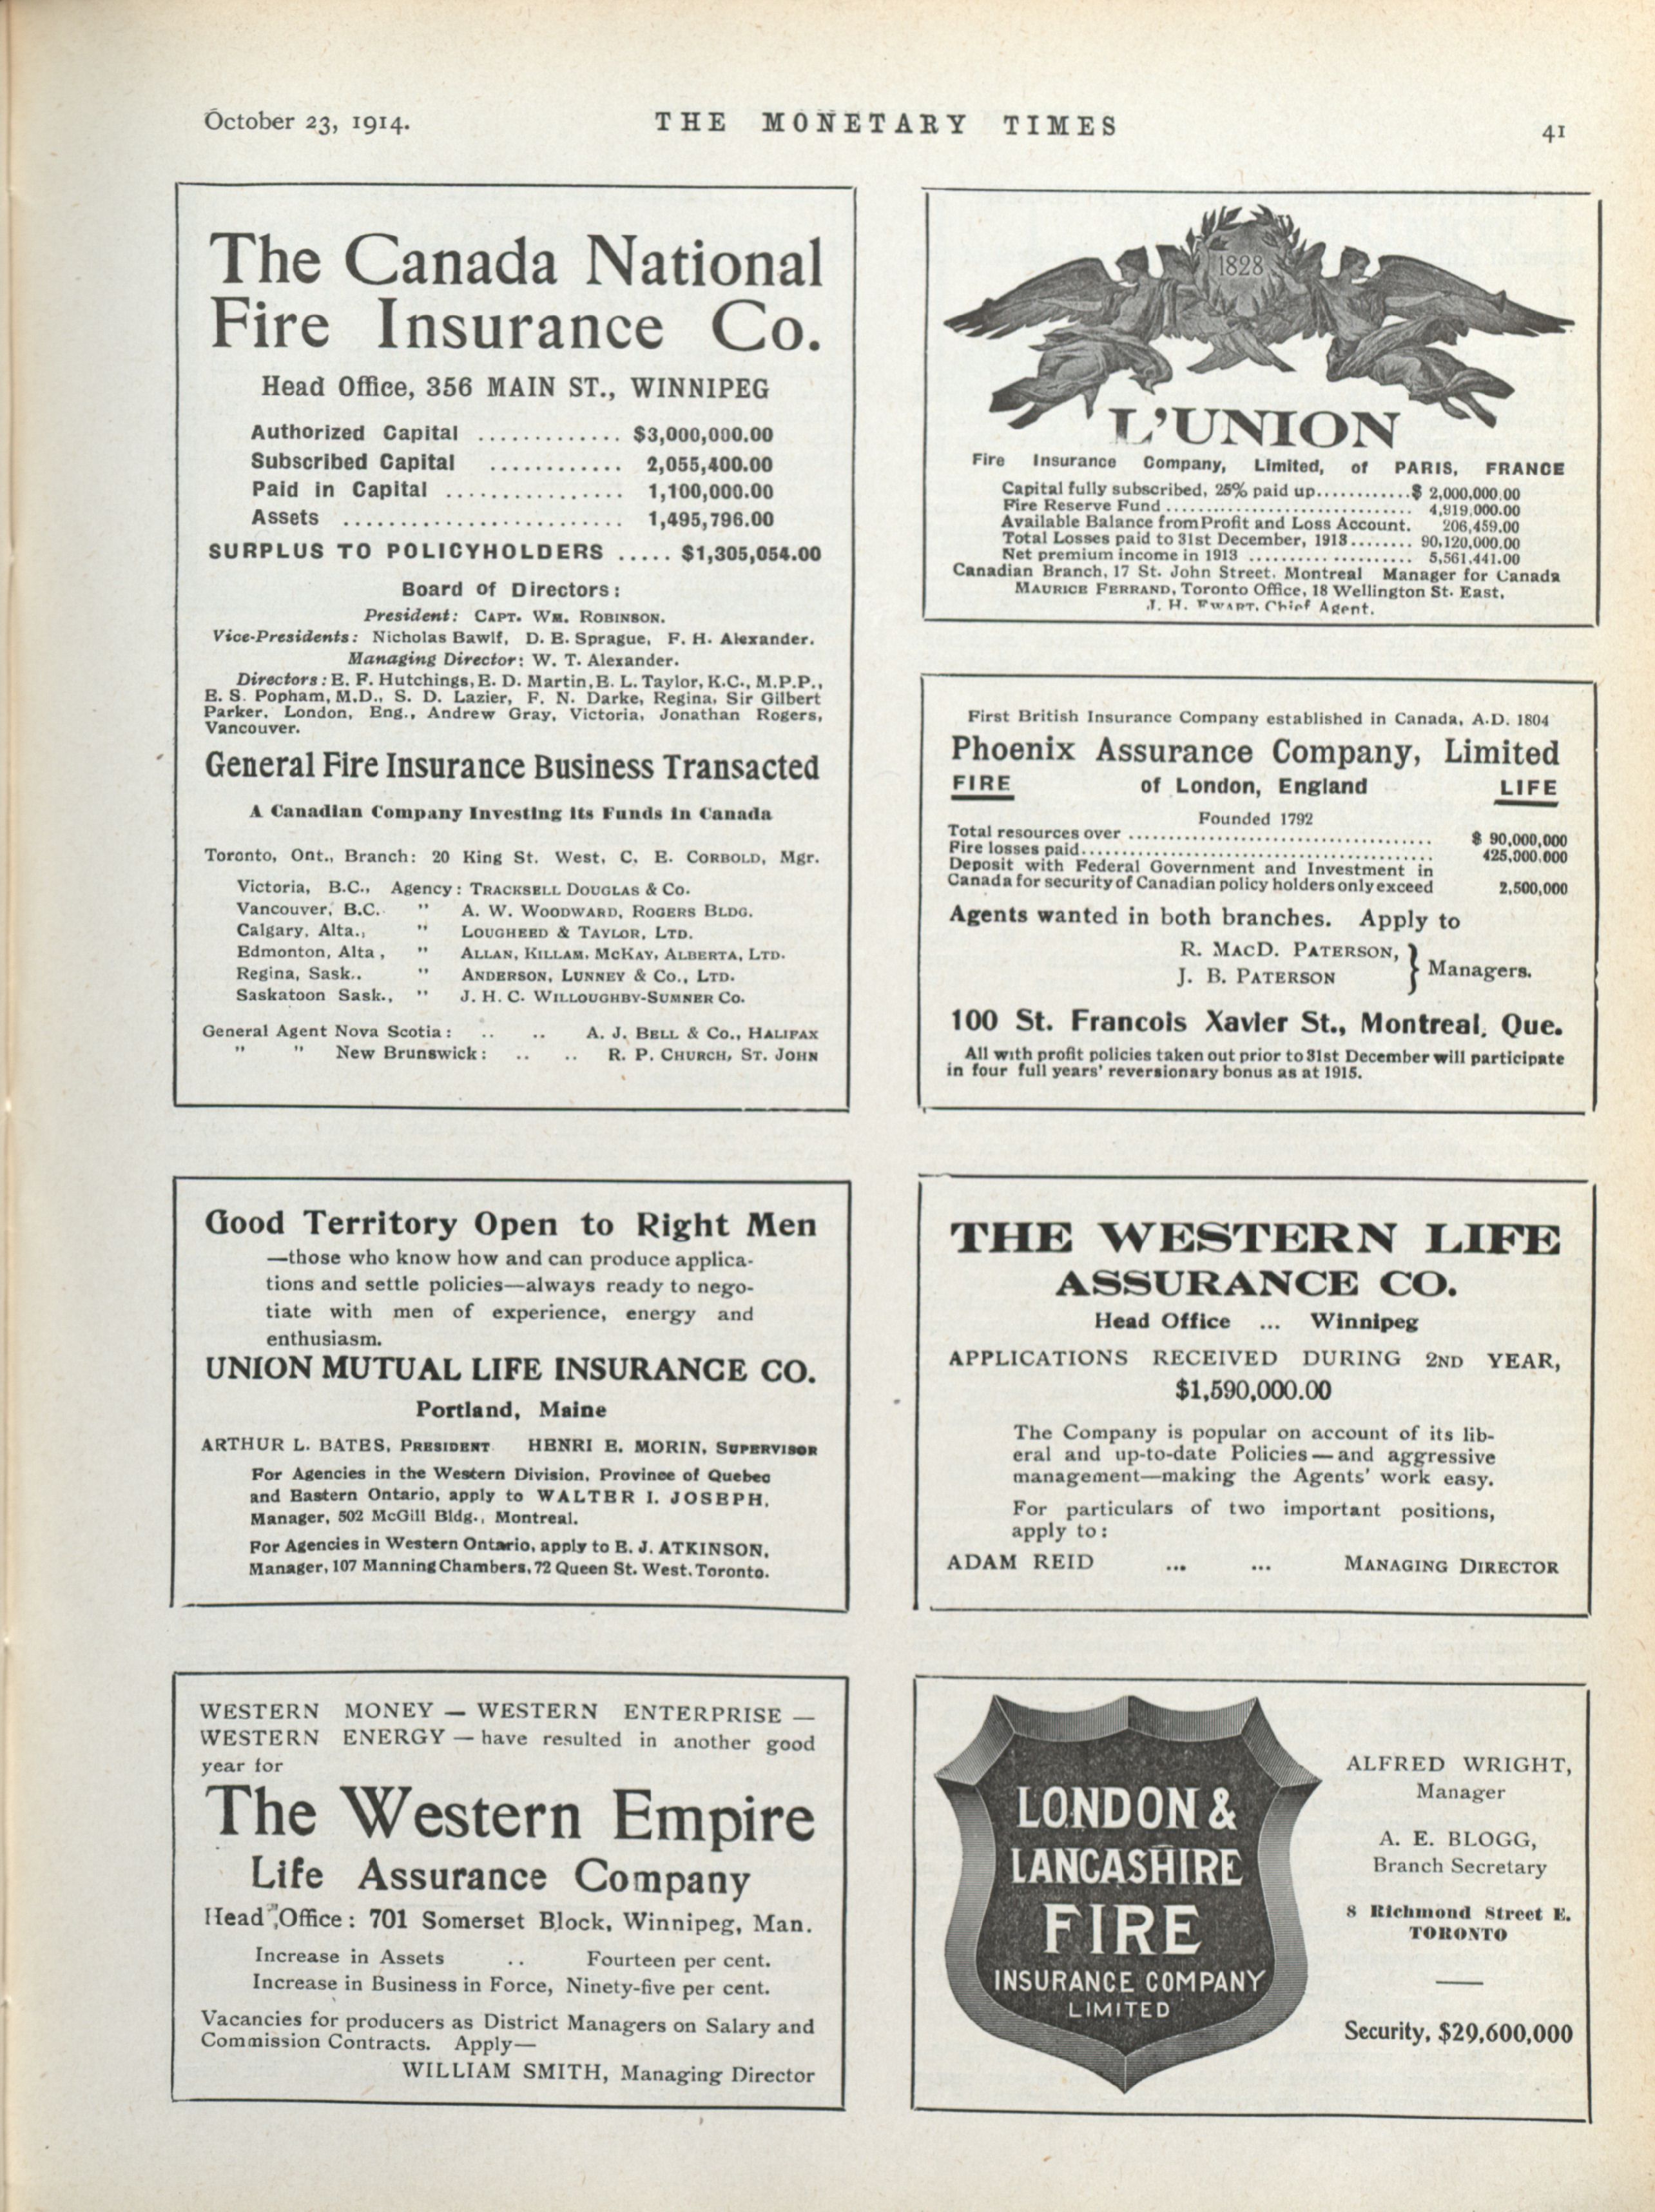 October 23, 1914.
THE MONETARY TIMES
41
The Canada National
Fire Insurance Co.
Head Office, 356 MAIN ST., WINNIPEG
Authorized Capital ............. $3,000,000.00
Subscribed Capital ............ 2,055,400.00
Paid in Capital ................ 1,100,000.00
Assets ......................... 1,495,796.00
SURPLUS TO POLICYHOLDERS ..... $1,305,054.00
Board of Directors:
President: CAPT. WM. ROBINSON.
Vice-Presidents: Nicholas Bawlf, D. E. Sprague, F. H. Alexander.
Managing Director: W. T. Alexander.
Directors: E. F. Hutchings, E. D. Martin, E. L. Taylor, K.C., M.P.P.,
E. S. Popham, M.D., S. D. Lazier, F. N. Darke, Regina, Sir Gilbert
Parker, London, Eng., Andrew Gray, Victoria, Jonathan Rogers,
Vancouver.
General Fire Insurance Business Transacted
A Canadian Company Investing its Funds in Canada
Toronto, Ont., Branch: 20 King St. West, C. E. CORBOLD, Mgr.
Victoria, B.C., Agency: TRACKSELL DOUGLAS & CO.
Vancouver, B.C. " A. W. WOODWARD, ROGERS BLDG.
Calgary, Alta., " LOUGHEED & TAYLOR, LTD.
Edmonton, Alta, " ALLAN, KILLAM, MCKAY, ALBERTA, LTD.
Regina, Sask.. " ANDERSON, LUNNEY & CO., LTD.
Saskatoon Sask., " J. H. C. WILLOUGHBY-SUMNER CO.
General Agent Nova Scotia: .. .. A. J. BELL & CO., HALIFAX
" " New Brunswick: .. .. R. P. CHURCH, ST. JOHN
1828
L'UNION
Fire Insurance Company, Limited, of PARIS, FRANCE
Capital fully subscribed, 25% paid up............$ 2,000,000.00
Fire Reserve Fund ................................ 4,919,000.00
Available Balance from Profit and Loss Account. 206,459.00
Total Losses paid to 31st December, 1913........ 90,120,000.00
Net premium income in 1913 ..................... 5,561,441.00
Canadian Branch, 17 St. John Street, Montreal Manager for Canada
MAURICE FERRAND, Toronto Office, 18 Wellington St. East,
J. H. EWART, Chief Agent.
First British Insurance Company established in Canada, A.D. 1804
Phoenix Assurance Company, Limited
FIRE of London, England LIFE
Founded 1792
Total resources over ..................................... $ 90,000,000
Fire losses paid........................................... 425,000,000
Deposit with Federal Government and Investment in
Canada for security of Canadian policy holders only exceed 2,500,000
Agents wanted in both branches. Apply to
R. MACD. PATERSON,
J. B. PATERSON } Managers.
100 St. Francois Xavier St., Montreal, Que.
All with profit policies taken out prior to 31st December will participate
in four full years' reversionary bonus as at 1915.
Good Territory Open to Right Men
—those who know how and can produce applica-
tions and settle policies—always ready to nego-
tiate with men of experience, energy and
enthusiasm.
UNION MUTUAL LIFE INSURANCE CO.
Portland, Maine
ARTHUR L. BATES, PRESIDENT HENRI E. MORIN, SUPERVISOR
For Agencies in the Western Division, Province of Quebec
and Eastern Ontario, apply to WALTER I. JOSEPH,
Manager, 502 McGill Bldg., Montreal.
For Agencies in Western Ontario, apply to E. J. ATKINSON,
Manager, 107 Manning Chambers, 72 Queen St. West, Toronto.
THE WESTERN LIFE
ASSURANCE CO.
Head Office ... Winnipeg
APPLICATIONS RECEIVED DURING 2ND YEAR,
$1,590,000.00
The Company is popular on account of its lib-
eral and up-to-date Policies—and aggressive
management—making the Agents' work easy.
For particulars of two important positions,
apply to:
ADAM REID ... ... MANAGING DIRECTOR
WESTERN MONEY — WESTERN ENTERPRISE —
WESTERN ENERGY — have resulted in another good
year for
The Western Empire
Life Assurance Company
Head Office: 701 Somerset Block, Winnipeg, Man.
Increase in Assets .. Fourteen per cent.
Increase in Business in Force, Ninety-five per cent.
Vacancies for producers as District Managers on Salary and
Commission Contracts. Apply—
WILLIAM SMITH, Managing Director
LONDON &
LANCASHIRE
FIRE
INSURANCE COMPANY
LIMITED
ALFRED WRIGHT,
Manager
A. E. BLOGG,
Branch Secretary
8 Richmond Street E.
TORONTO
Security, $29,600,000